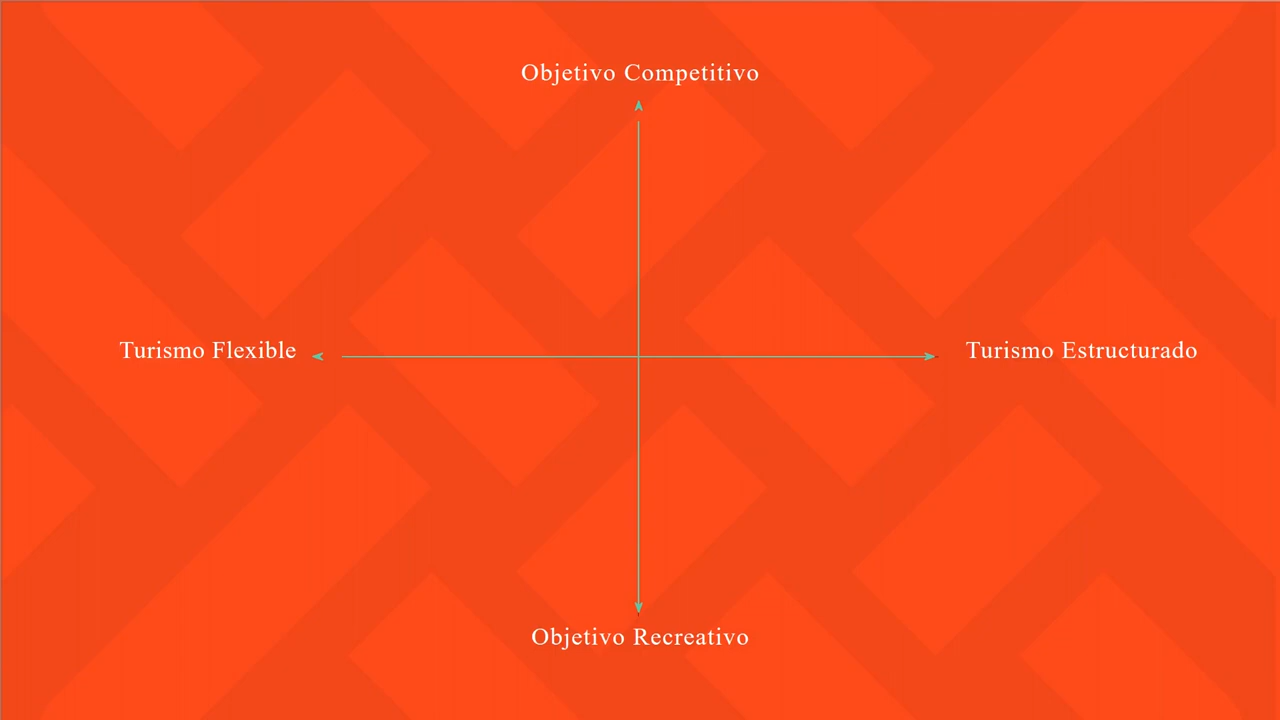 Objetivo Competitivo
Turismo Flexible
Turismo Estructurado
Objetivo Recreativo